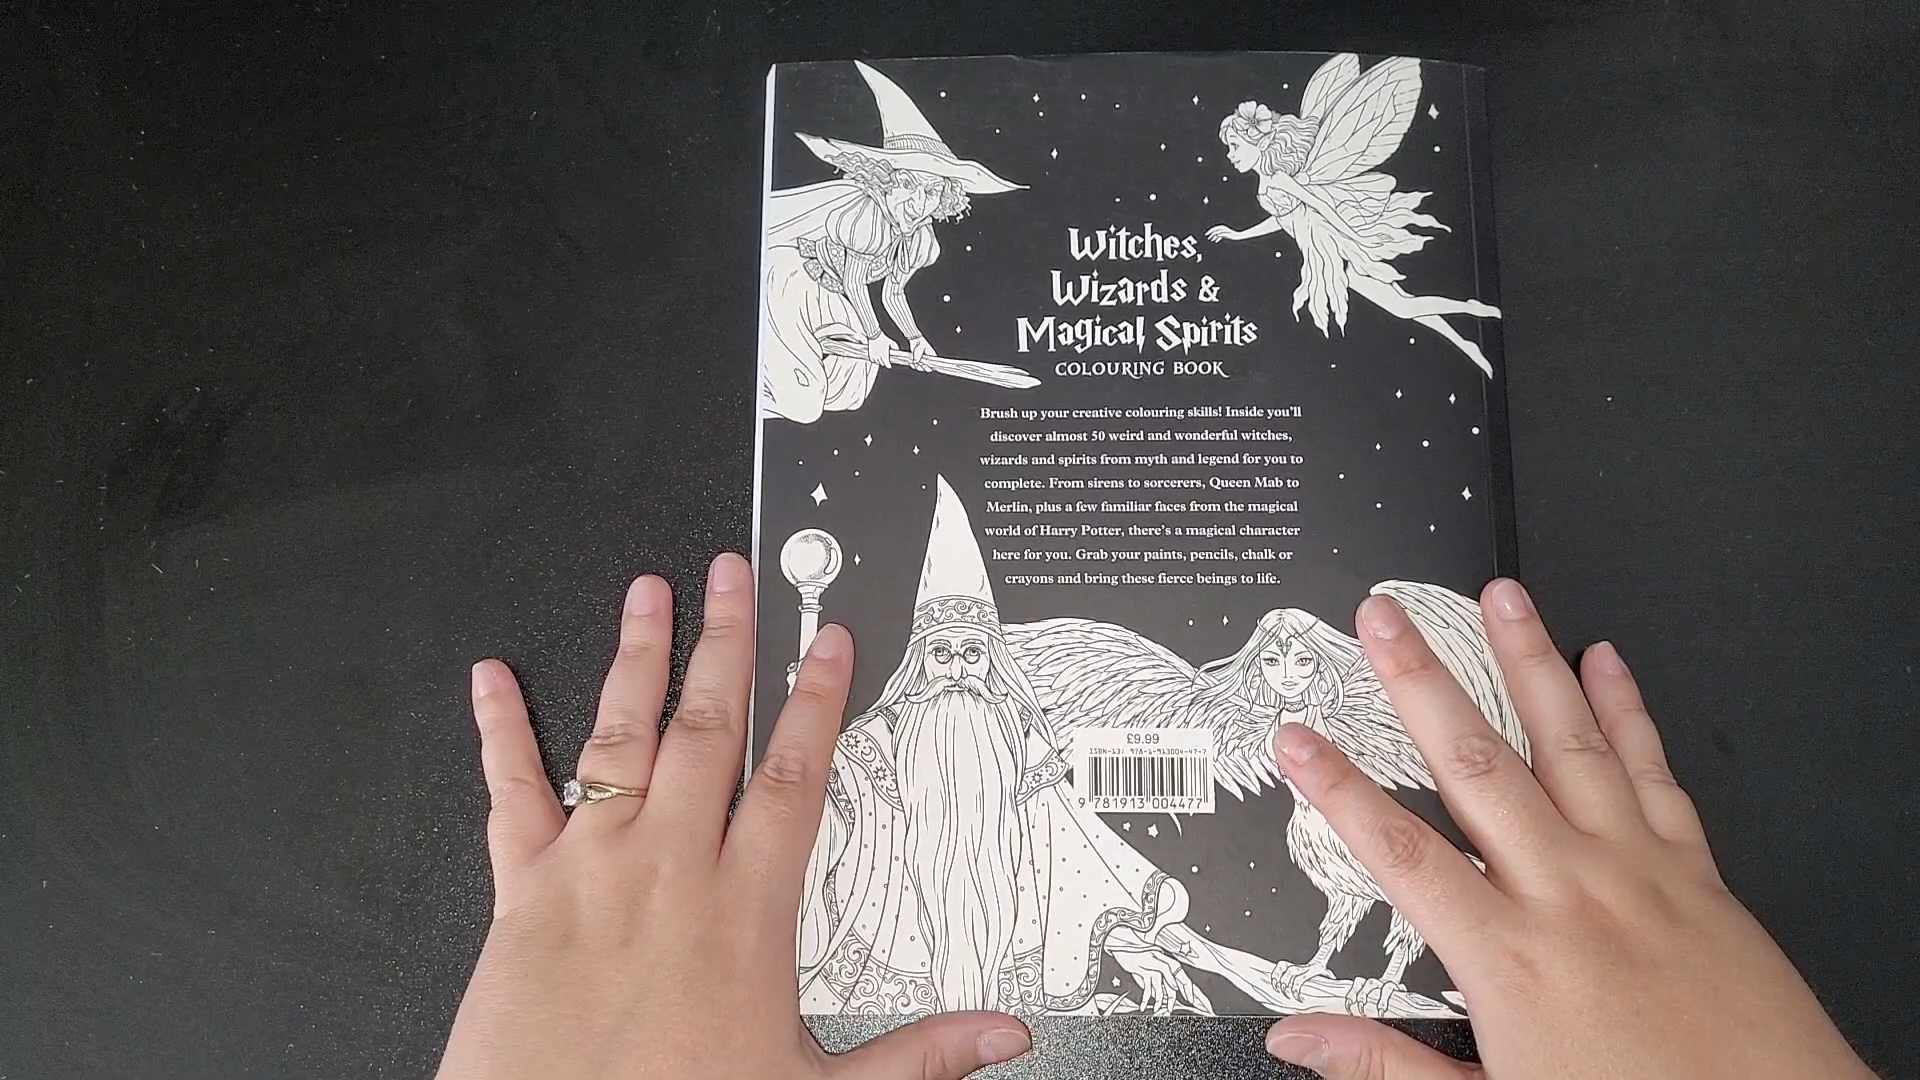 Witches,
Wizards &
Magical Spirits
COLOURING BOOK
Brush up your creative colouring skills! Inside you'll
discover almost 50 weird and wonderful witches,
wizards and spirits from myth and legend for you to
complete. From sirens to sorcerers, Queen Mab to
Merlin, plus a few familiar faces from the magical
world of Harry Potter, there's a magical character
here for you. Grab your paints, pencils, chalk or
crayons and bring these fierce beings to life.
£9.99
ISBN-13: 978-1-913004-47-7
9 781913 004477